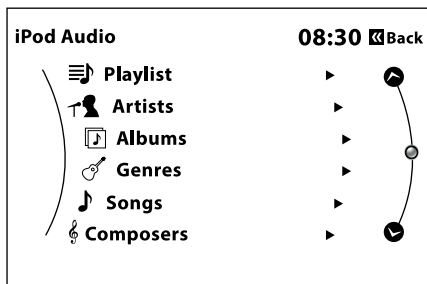 iPod Audio 08:30 Back
Playlist
Artists
Albums
Genres
Songs
Composers